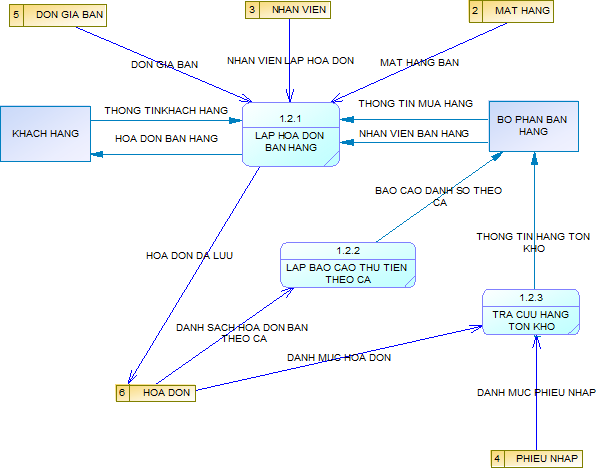 5 DON GIA BAN
3 NHAN VIEN
2 MAT HANG
DON GIA BAN
NHAN VIEN LAP HOA DON
MAT HANG BAN
KHACH HANG
THONG TINKHACH HANG
HOA DON BAN HANG
1.2.1
LAP HOA DON
BAN HANG
THONG TIN MUA HANG
NHAN VIEN BAN HANG
BO PHAN BAN
HANG
BAO CAO DANH SO THEO
CA
HOA DON DA LUU
1.2.2
LAP BAO CAO THU TIEN
THEO CA
THONG TIN HANG TON
KHO
1.2.3
TRA CUU HANG
TON KHO
DANH SACH HOA DON BAN
THEO CA
DANH MUC HOA DON
6 HOA DON
DANH MUC PHIEU NHAP
4 PHIEU NHAP